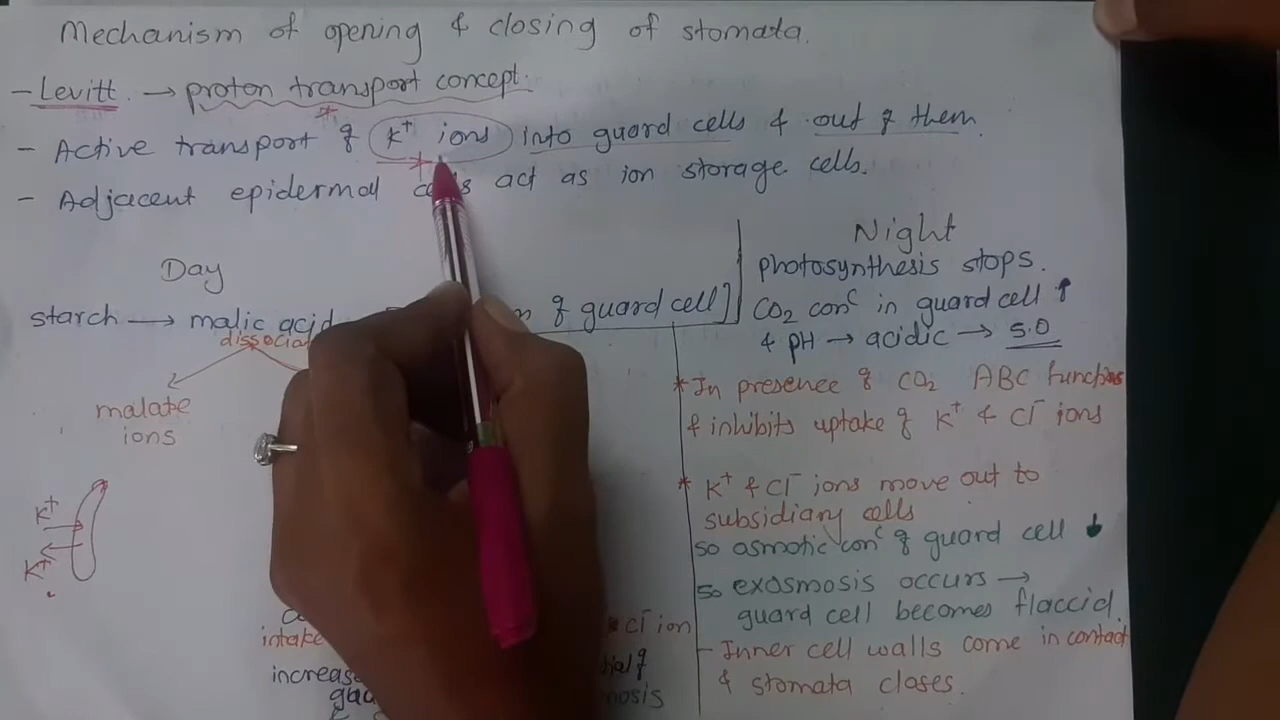 Mechanism of opening & closing of stomata.
- Levitt. → proton transport concept.
- Active transport of K⁺ ions into guard cells & out of them.
- Adjacent epidermal cells act as ion storage cells.
Day
starch → malic acid of guard cell]
dissociat
malate
ions
K⁺
K⁺
intake Cl⁻ ion
increase
Night
photosynthesis stops.
CO₂ conᶜ in guard cell ↑
& pH → acidic → 5.0
* In presence of CO₂ ABC functions
& inhibits uptake of K⁺ & Cl⁻ ions
* K⁺ & Cl⁻ ions move out to
subsidiary cells
so osmotic conᶜ of guard cell ↓
so exosmosis occurs →
guard cell becomes flaccid.
- Inner cell walls come in contact
& stomata closes.